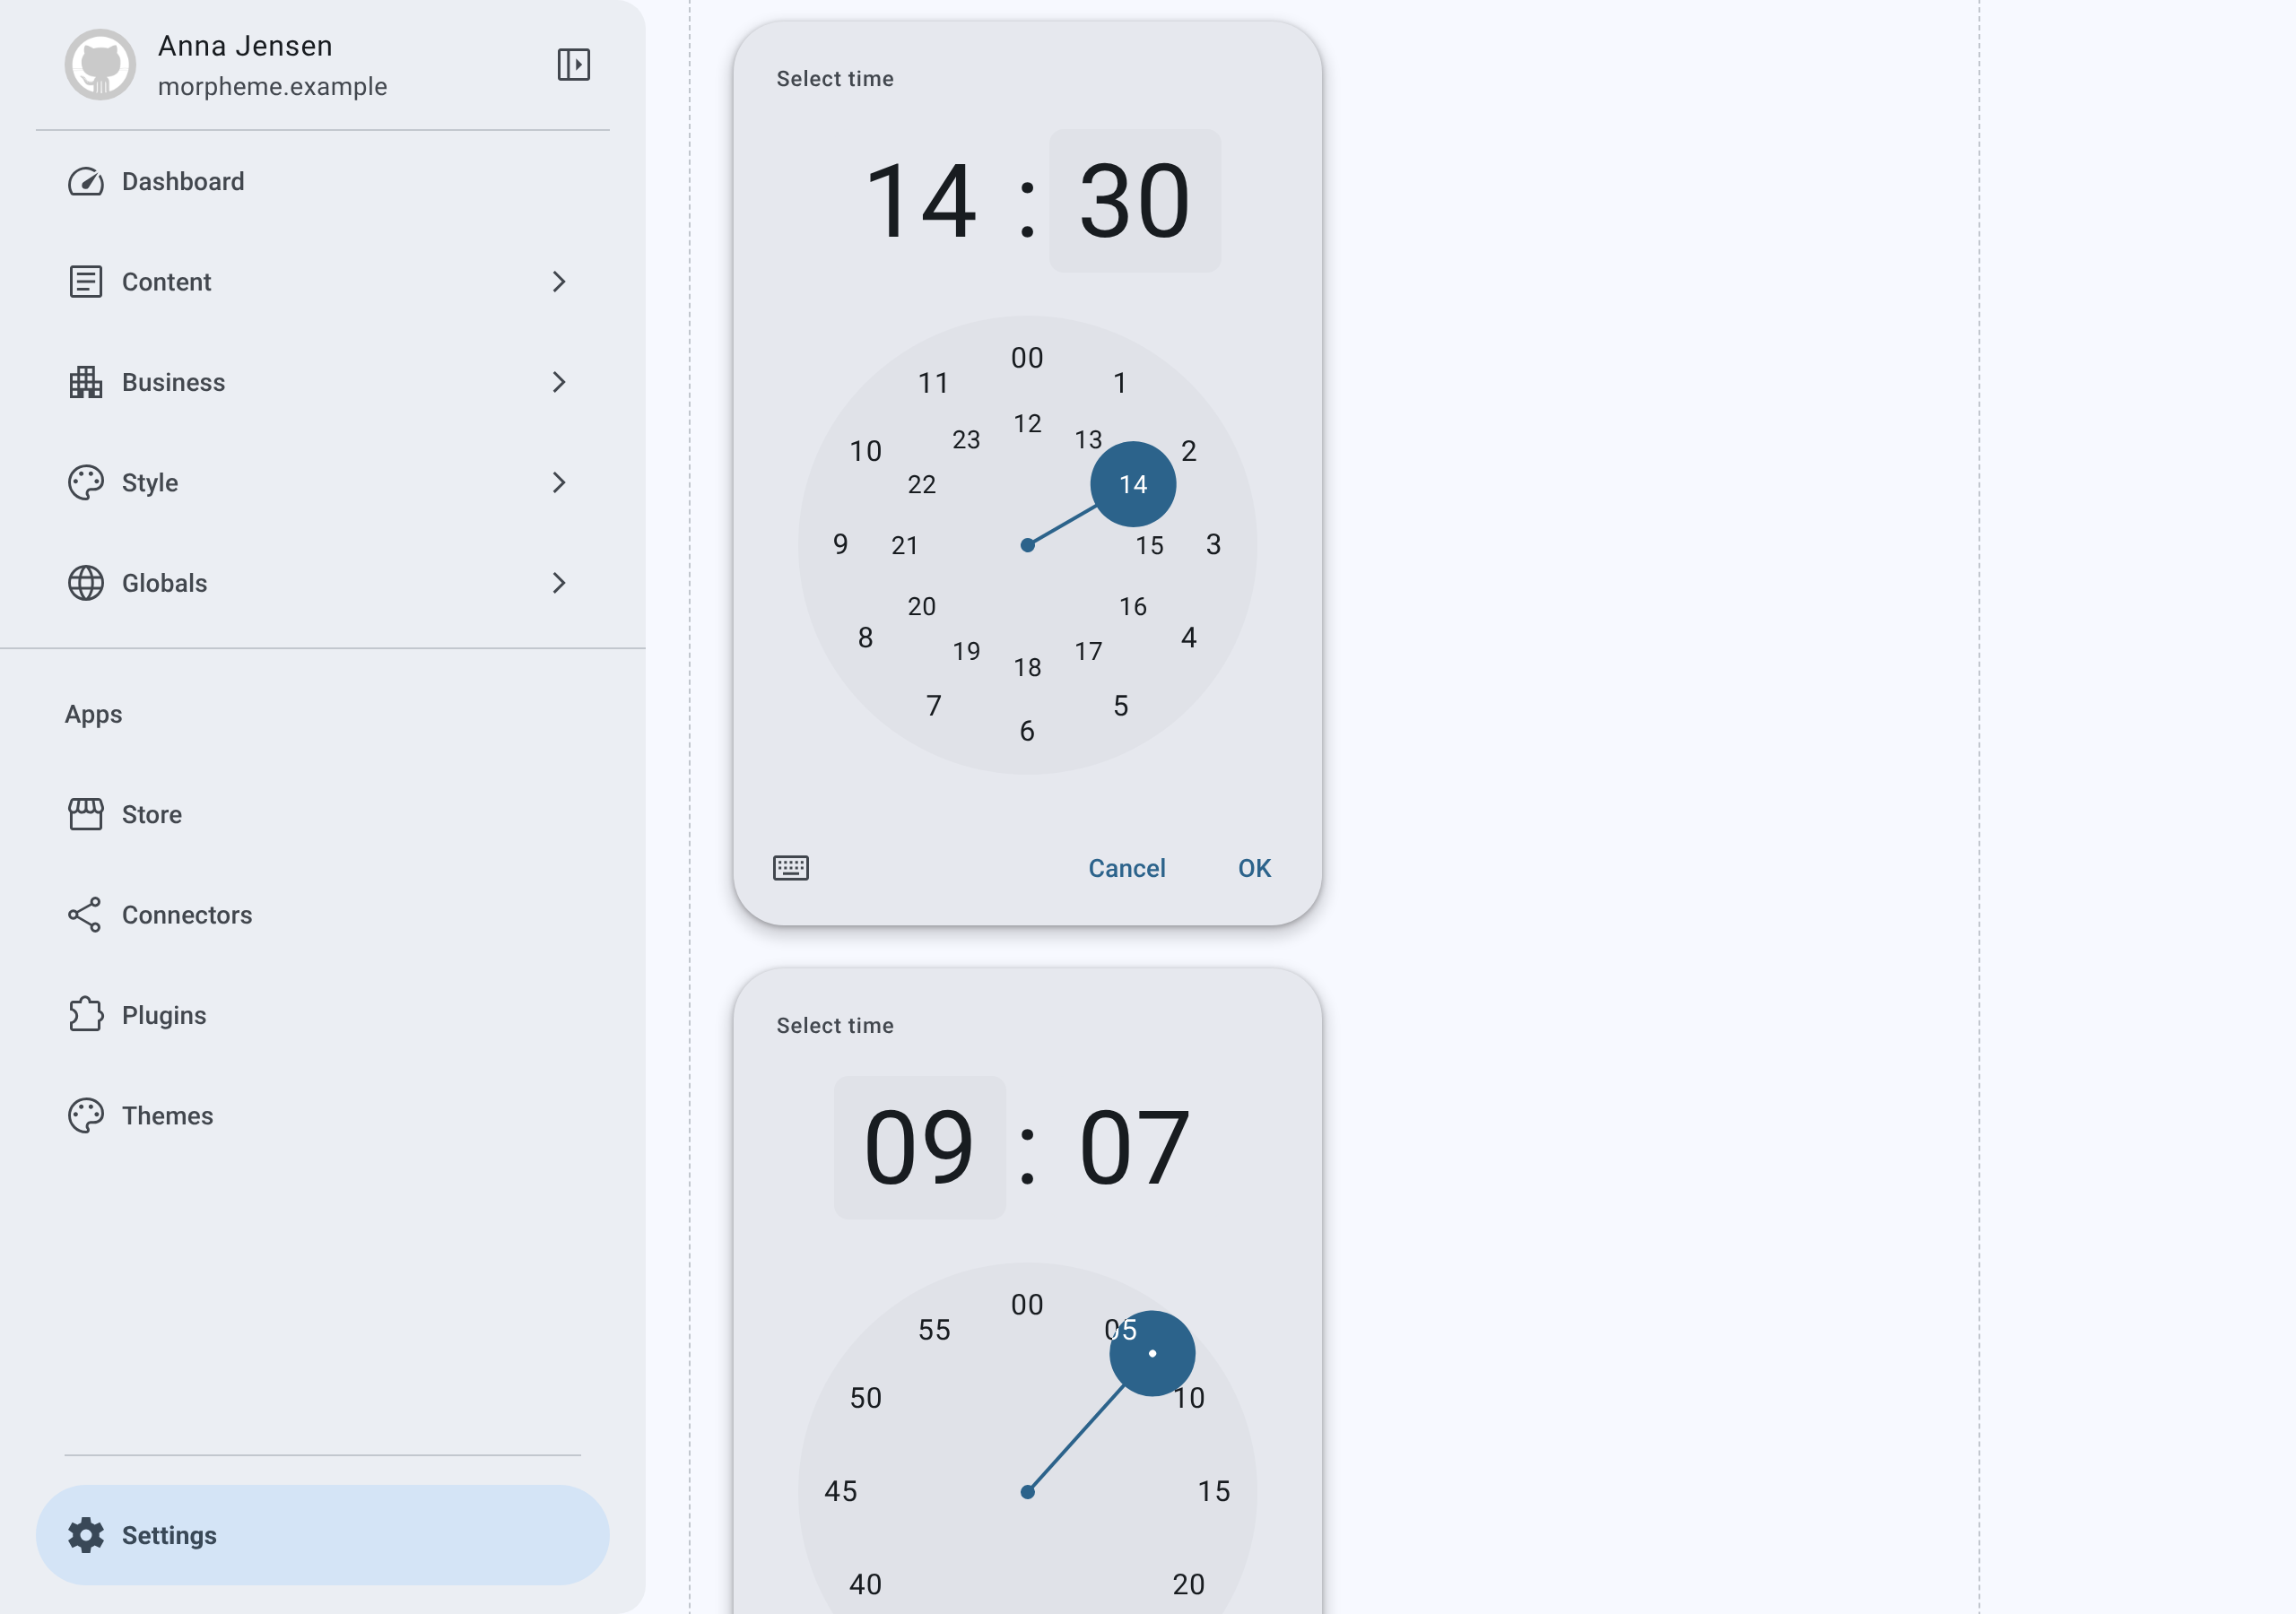 Anna Jensen
morpheme.example
Dashboard
Content
Business
Style
Globals
Apps
Store
Connectors
Plugins
Themes
Settings
Select time
14 : 30
00
11 1
12
23 13
10 2
22 14
9 21 15 3
20 16
8 4
19 17
18
7 5
6
Cancel OK
Select time
09 : 07
00
55 05
50 10
45 15
40 20